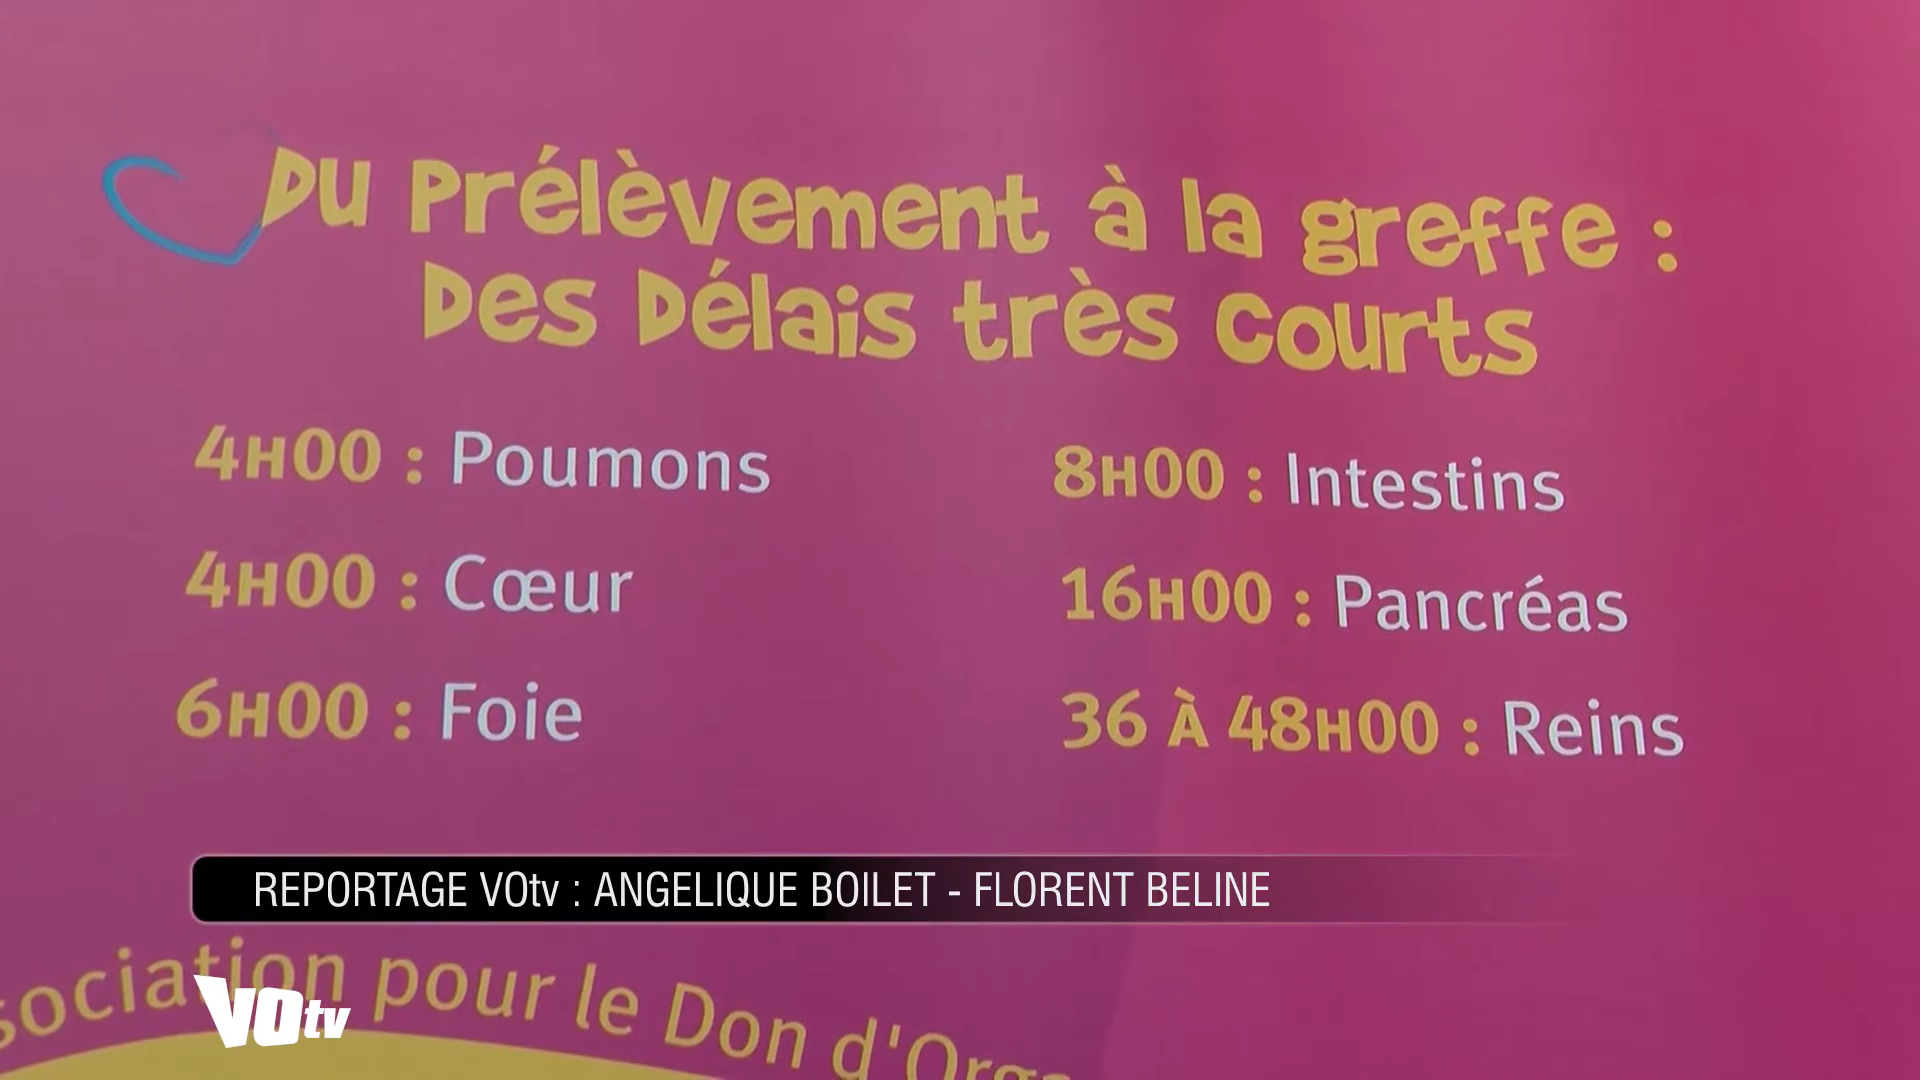 Du Prélèvement à la greffe :
Des Délais très courts
4H00 : Poumons
4H00 : Cœur
6H00 : Foie
8H00 : Intestins
16H00 : Pancréas
36 À 48H00 : Reins
REPORTAGE VOtv : ANGELIQUE BOILET - FLORENT BELINE
sociation pour le Don d'Orga
VOtv